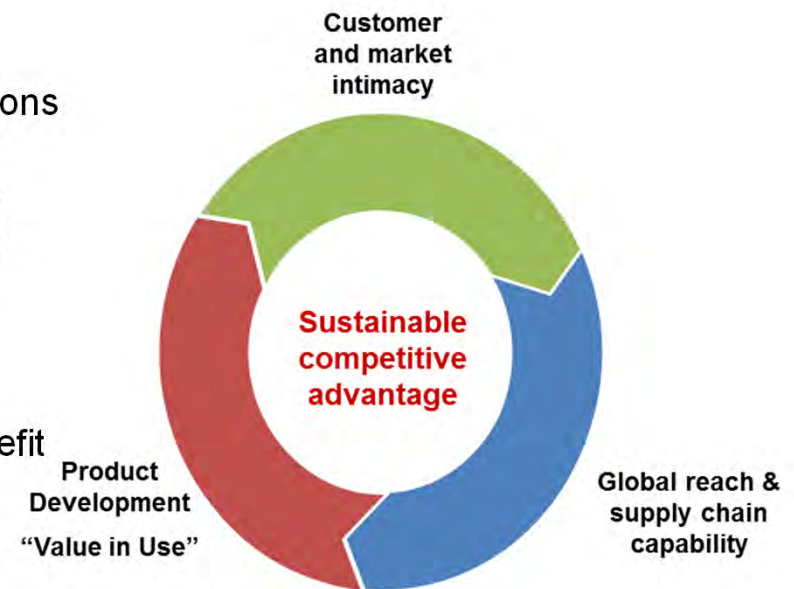 Customer
and market
intimacy
ons
Sustainable
competitive
advantage
efit
Product
Development
“Value in Use”
Global reach &
supply chain
capability